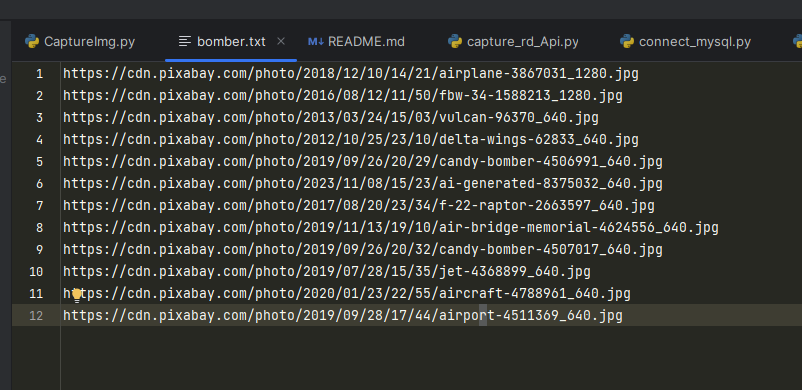 CaptureImg.py bomber.txt README.md capture_rd_Api.py connect_mysql.py
e
1 https://cdn.pixabay.com/photo/2018/12/10/14/21/airplane-3867031_1280.jpg
2 https://cdn.pixabay.com/photo/2016/08/12/11/50/fbw-34-1588213_1280.jpg
3 https://cdn.pixabay.com/photo/2013/03/24/15/03/vulcan-96370_640.jpg
4 https://cdn.pixabay.com/photo/2012/10/25/23/10/delta-wings-62833_640.jpg
5 https://cdn.pixabay.com/photo/2019/09/26/20/29/candy-bomber-4506991_640.jpg
6 https://cdn.pixabay.com/photo/2023/11/08/15/23/ai-generated-8375032_640.jpg
7 https://cdn.pixabay.com/photo/2017/08/20/23/34/f-22-raptor-2663597_640.jpg
8 https://cdn.pixabay.com/photo/2019/11/13/19/10/air-bridge-memorial-4624556_640.jpg
9 https://cdn.pixabay.com/photo/2019/09/26/20/32/candy-bomber-4507017_640.jpg
10 https://cdn.pixabay.com/photo/2019/07/28/15/35/jet-4368899_640.jpg
11 https://cdn.pixabay.com/photo/2020/01/23/22/55/aircraft-4788961_640.jpg
12 https://cdn.pixabay.com/photo/2019/09/28/17/44/airport-4511369_640.jpg